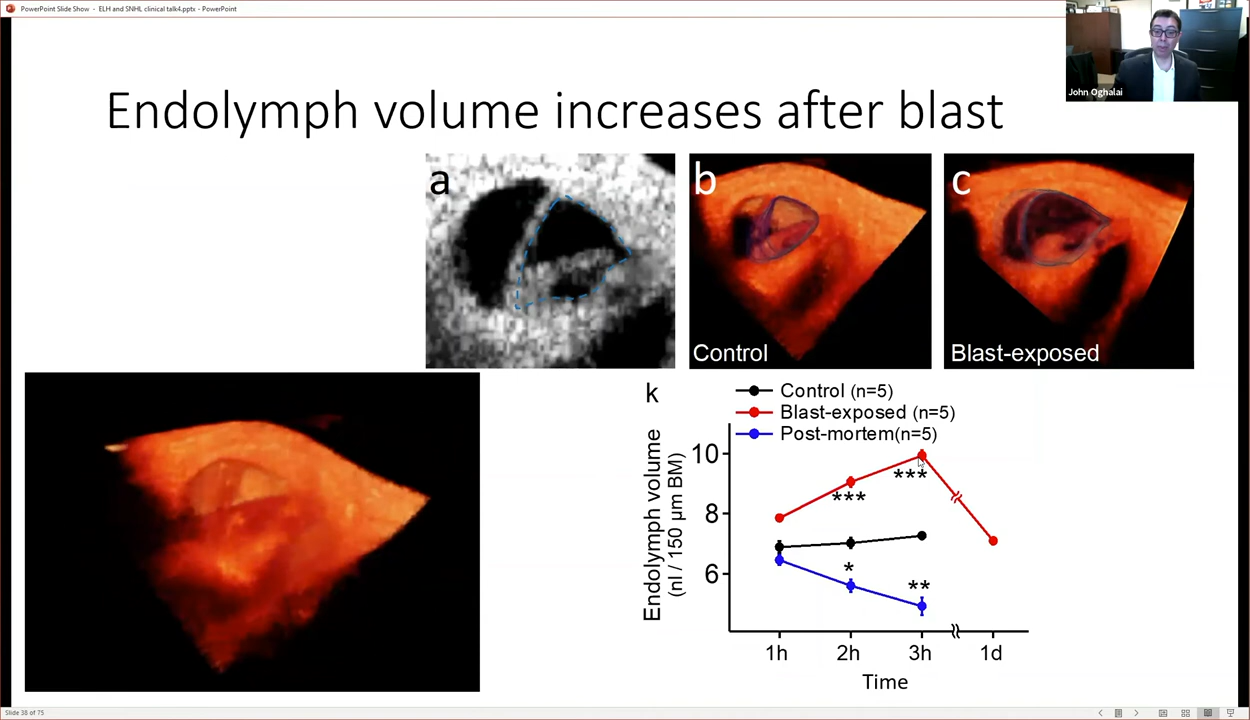 PowerPoint Slide Show - ELH and SNHL clinical talk4.pptx - PowerPoint
John Oghalai
Endolymph volume increases after blast
a
b
c
Control
Blast-exposed
k
Control (n=5)
Blast-exposed (n=5)
Post-mortem(n=5)
Endolymph volume
(nl / 150 µm BM)
10
8
6
***
***
*
**
1h 2h 3h 1d
Time
Slide 38 of 75